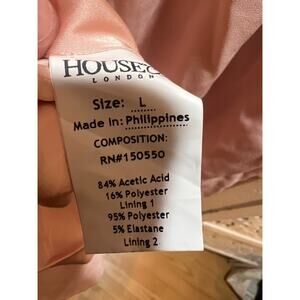 HOUSE
LONDON
Size: L
Made in: Philippines
COMPOSITION:
RN#150550
84% Acetic Acid
16% Polyester
Lining 1
95% Polyester
5% Elastane
Lining 2